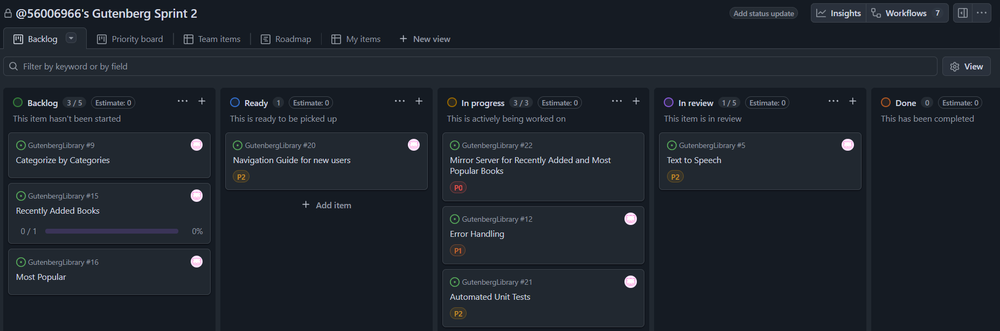 @56006966's Gutenberg Sprint 2
Add status update
Insights
Workflows 7
Backlog
Priority board
Team items
Roadmap
My items
New view
Filter by keyword or by field
View
Backlog 3 / 5 Estimate: 0
This item hasn't been started
GutenbergLibrary #9
Categorize by Categories
GutenbergLibrary #15
Recently Added Books
0 / 1 0%
GutenbergLibrary #16
Most Popular
Ready 1 Estimate: 0
This is ready to be picked up
GutenbergLibrary #20
Navigation Guide for new users
P2
Add item
In progress 3 / 3 Estimate: 0
This is actively being worked on
GutenbergLibrary #22
Mirror Server for Recently Added and Most
Popular Books
P0
GutenbergLibrary #12
Error Handling
P1
GutenbergLibrary #21
Automated Unit Tests
P2
In review 1 / 5 Estimate: 0
This item is in review
GutenbergLibrary #5
Text to Speech
P2
Done 0 Estimate: 0
This has been completed